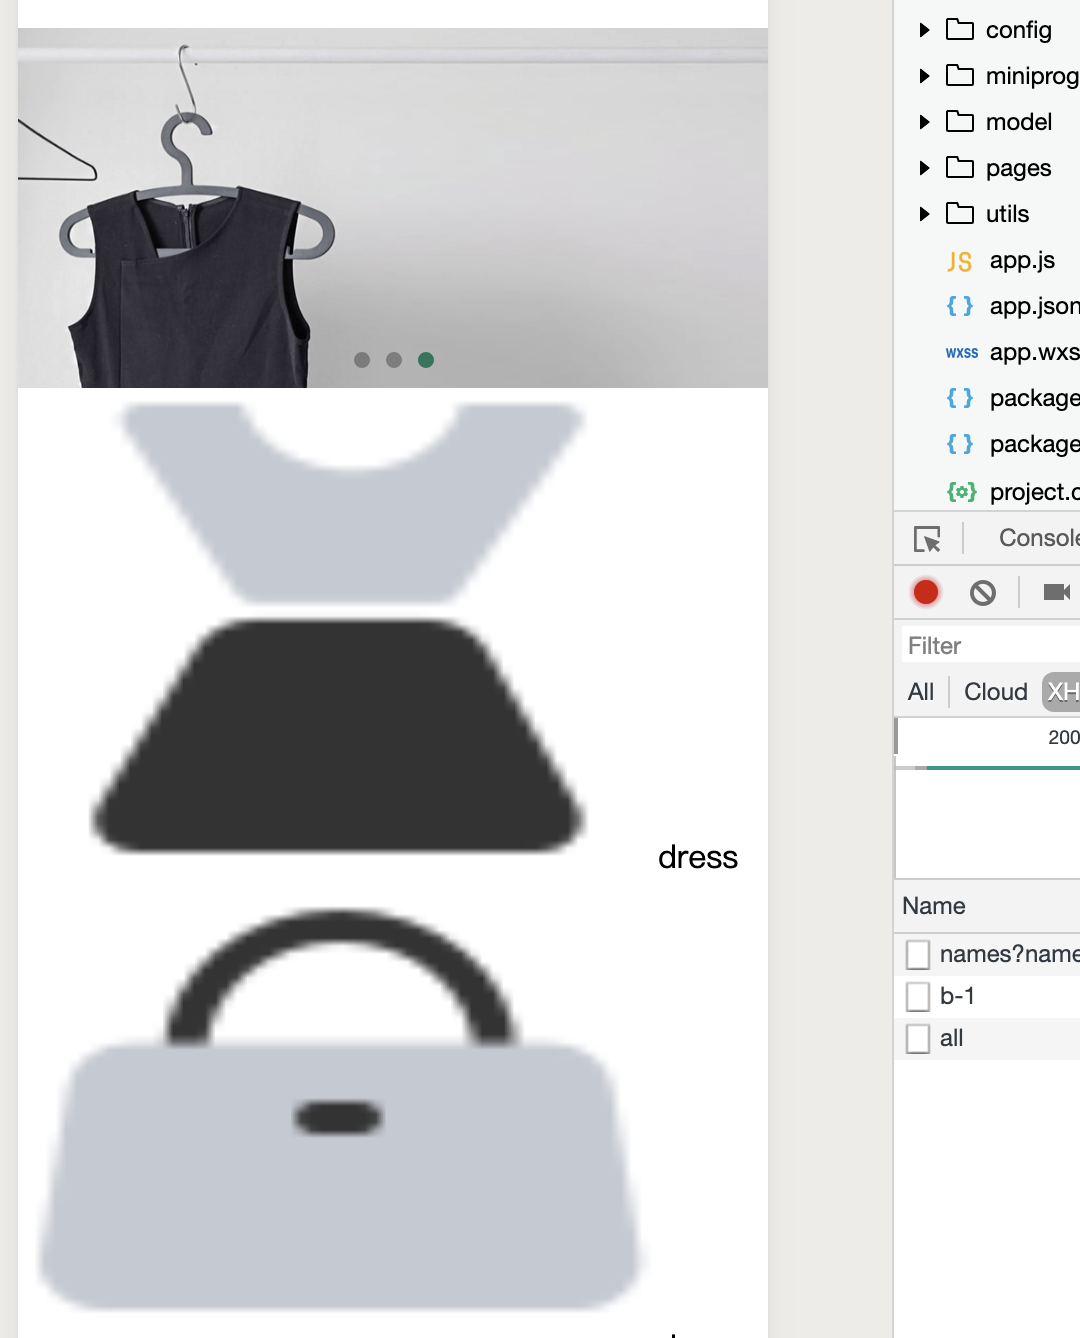 config
miniprog
model
pages
utils
JS app.js
{ } app.json
wxss app.wxs
{ } package
{ } package
project.c
Console
Filter
All Cloud XH
200
dress
Name
names?name
b-1
all